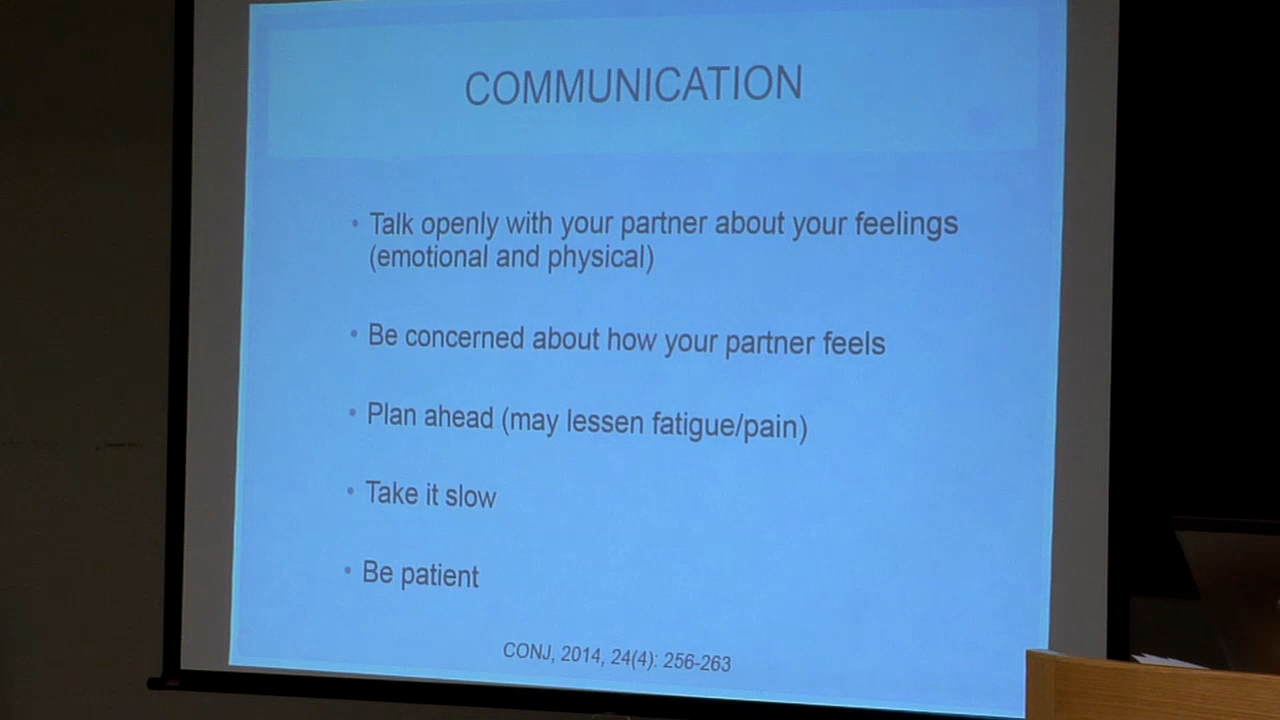 COMMUNICATION
• Talk openly with your partner about your feelings
(emotional and physical)
• Be concerned about how your partner feels
• Plan ahead (may lessen fatigue/pain)
• Take it slow
• Be patient
CONJ, 2014, 24(4): 256-263